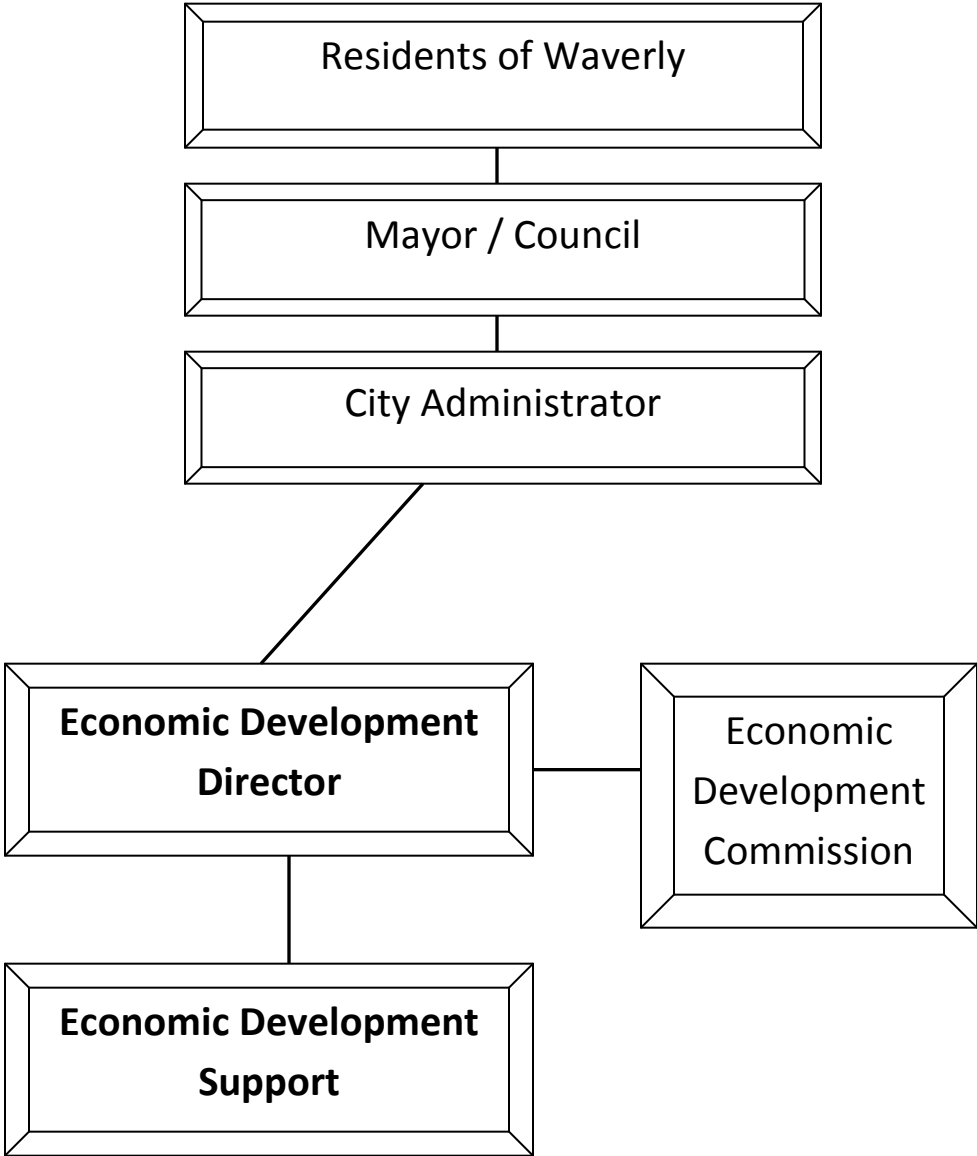 Residents of Waverly
Mayor / Council
City Administrator
Economic Development
Director
Economic
Development
Commission
Economic Development
Support